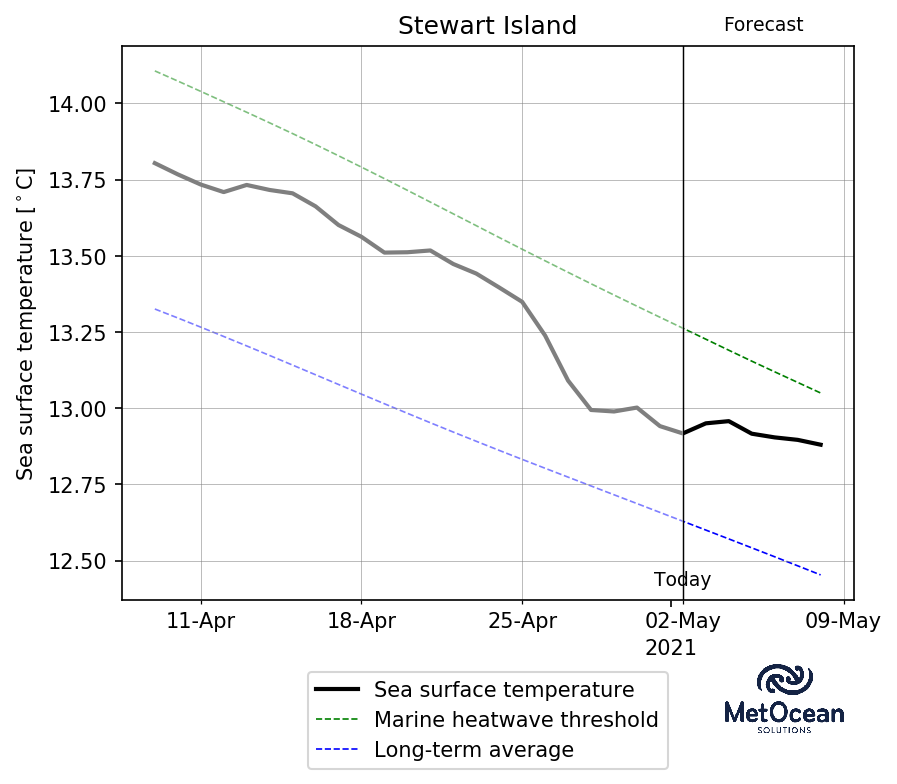 Stewart Island
Forecast
Sea surface temperature [°C]
14.00
13.75
13.50
13.25
13.00
12.75
12.50
Today
11-Apr 18-Apr 25-Apr 02-May 09-May
2021
Sea surface temperature
Marine heatwave threshold
Long-term average
MetOcean
SOLUTIONS